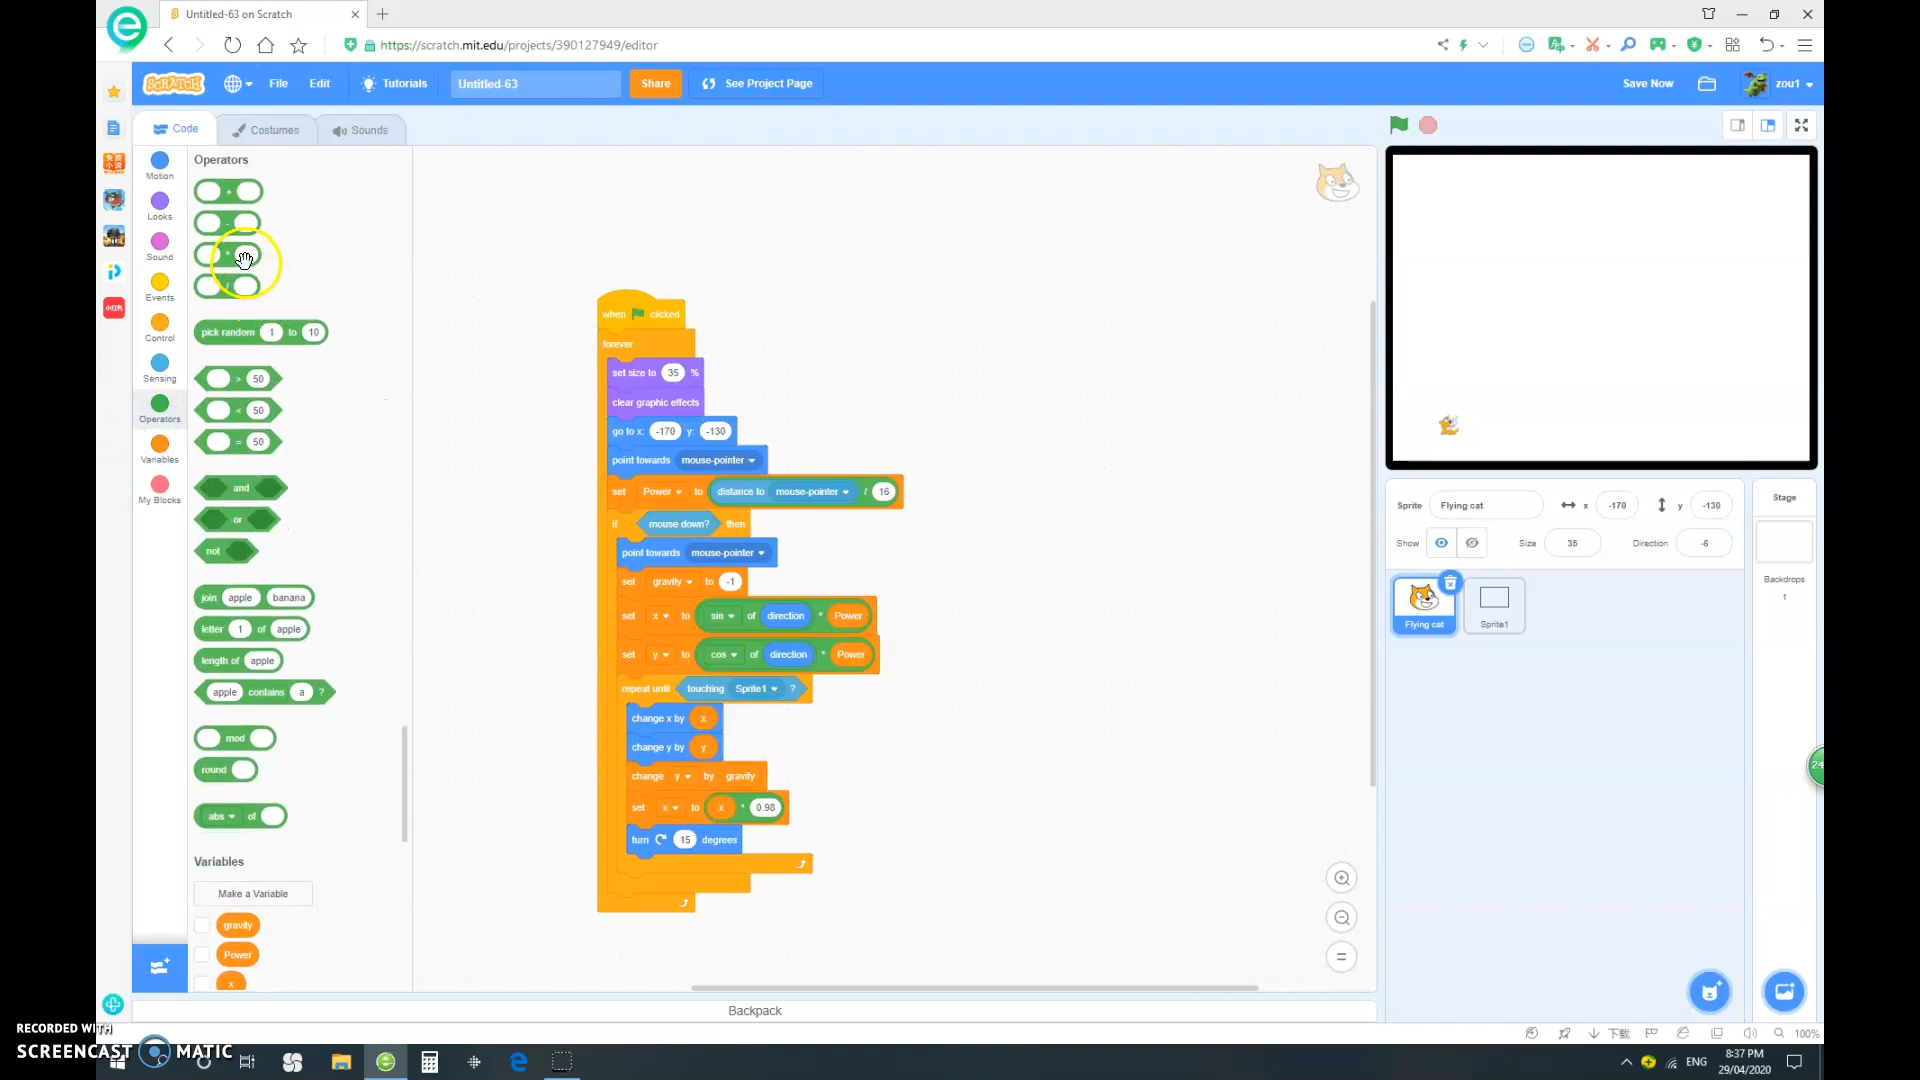 Untitled-63 on Scratch
https://scratch.mit.edu/projects/390127949/editor
SCRATCH
File
Edit
Tutorials
Untitled-63
Share
See Project Page
Save Now
zou1
Code
Costumes
Sounds
Motion
Looks
Sound
Events
Control
Sensing
Operators
Variables
My Blocks
Operators
+
-
*
/
pick random 1 to 10
> 50
< 50
= 50
and
or
not
join apple banana
letter 1 of apple
length of apple
apple contains a ?
mod
round
abs of
Variables
Make a Variable
gravity
Power
x
when clicked
forever
set size to 35 %
clear graphic effects
go to x: -170 y: -130
point towards mouse-pointer
set Power to distance to mouse-pointer / 16
if mouse down? then
point towards mouse-pointer
set gravity to -1
set x to sin of direction * Power
set y to cos of direction * Power
repeat until touching Sprite1 ?
change x by x
change y by y
change y by gravity
set x to x * 0.98
turn 15 degrees
Sprite Flying cat x -170 y -130
Show Size 35 Direction -6
Flying cat
Sprite1
Stage
Backdrops
1
24
Backpack
下载
100%
RECORDED WITH
SCREENCAST MATIC
ENG
8:37 PM
29/04/2020